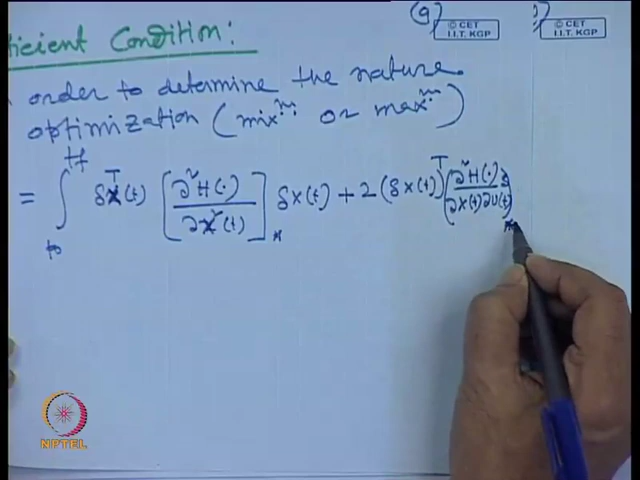 (9)
© CET
I.I.T. KGP
© CET
I.I.T. KGP
ficient Condition:
order to determine the nature
optimization (mix^m or max^m)
= ∫_{t0}^{tf} δx^T(t) [∂²H(·)/∂x²(t)]_* δx(t) + 2(δx(t))^T (∂²H(·)/∂x(t)∂u(t))_*
NPTEL